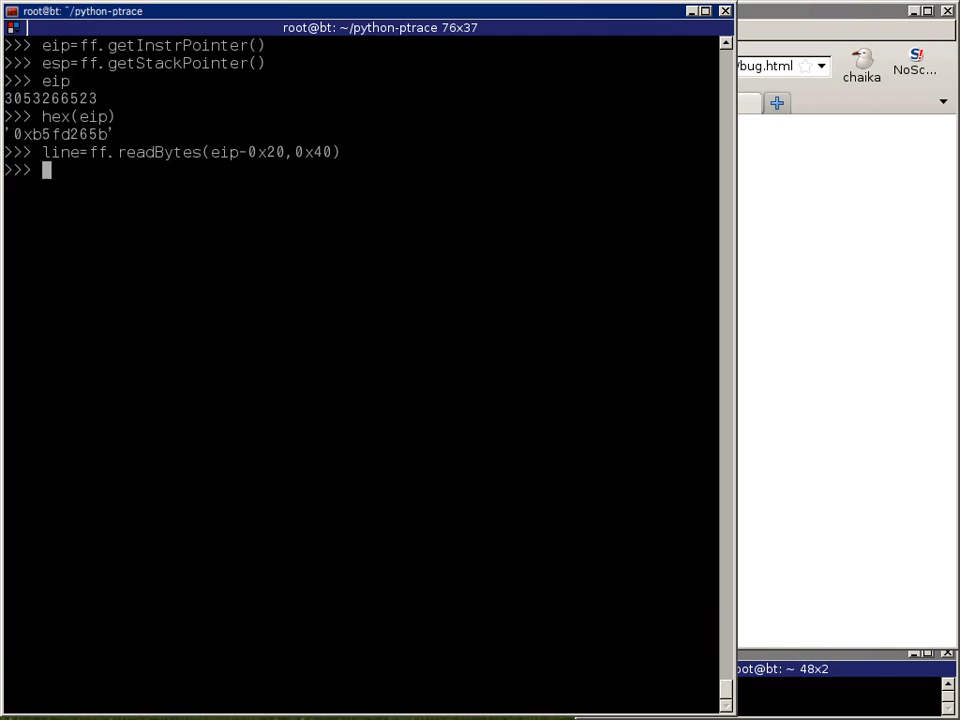 root@bt: ~/python-ptrace
root@bt: ~/python-ptrace 76x37
>>> eip=ff.getInstrPointer()
>>> esp=ff.getStackPointer()
>>> eip
3053266523
>>> hex(eip)
'0xb5fd265b'
>>> line=ff.readBytes(eip-0x20,0x40)
>>>
/bug.html
chaika
NoSc...
oot@bt: ~ 48x2